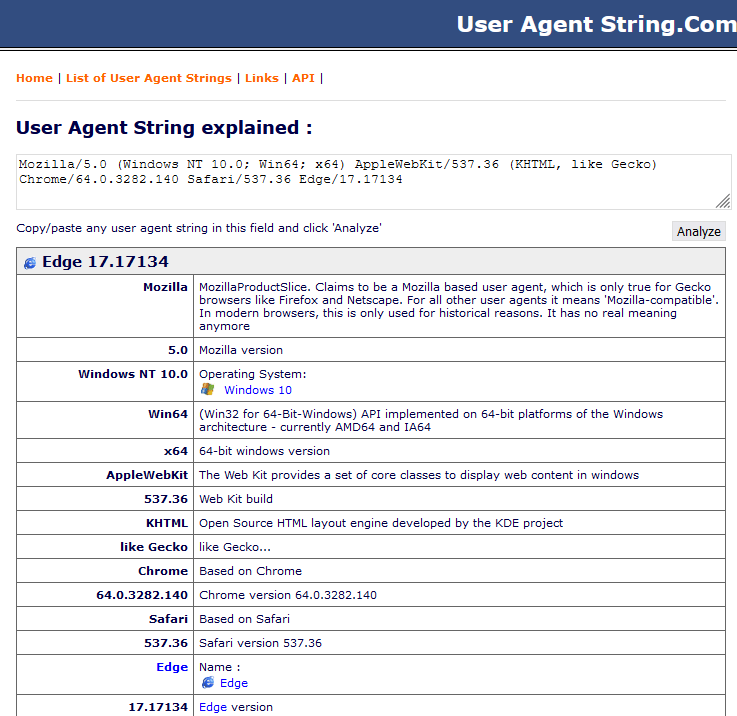 User Agent String.Com
Home | List of User Agent Strings | Links | API |
User Agent String explained :
Mozilla/5.0 (Windows NT 10.0; Win64; x64) AppleWebKit/537.36 (KHTML, like Gecko)
Chrome/64.0.3282.140 Safari/537.36 Edge/17.17134
Copy/paste any user agent string in this field and click 'Analyze'
Analyze
Edge 17.17134
Mozilla MozillaProductSlice. Claims to be a Mozilla based user agent, which is only true for Gecko
browsers like Firefox and Netscape. For all other user agents it means 'Mozilla-compatible'.
In modern browsers, this is only used for historical reasons. It has no real meaning
anymore
5.0 Mozilla version
Windows NT 10.0 Operating System:
Windows 10
Win64 (Win32 for 64-Bit-Windows) API implemented on 64-bit platforms of the Windows
architecture - currently AMD64 and IA64
x64 64-bit windows version
AppleWebKit The Web Kit provides a set of core classes to display web content in windows
537.36 Web Kit build
KHTML Open Source HTML layout engine developed by the KDE project
like Gecko like Gecko...
Chrome Based on Chrome
64.0.3282.140 Chrome version 64.0.3282.140
Safari Based on Safari
537.36 Safari version 537.36
Edge Name :
Edge
17.17134 Edge version